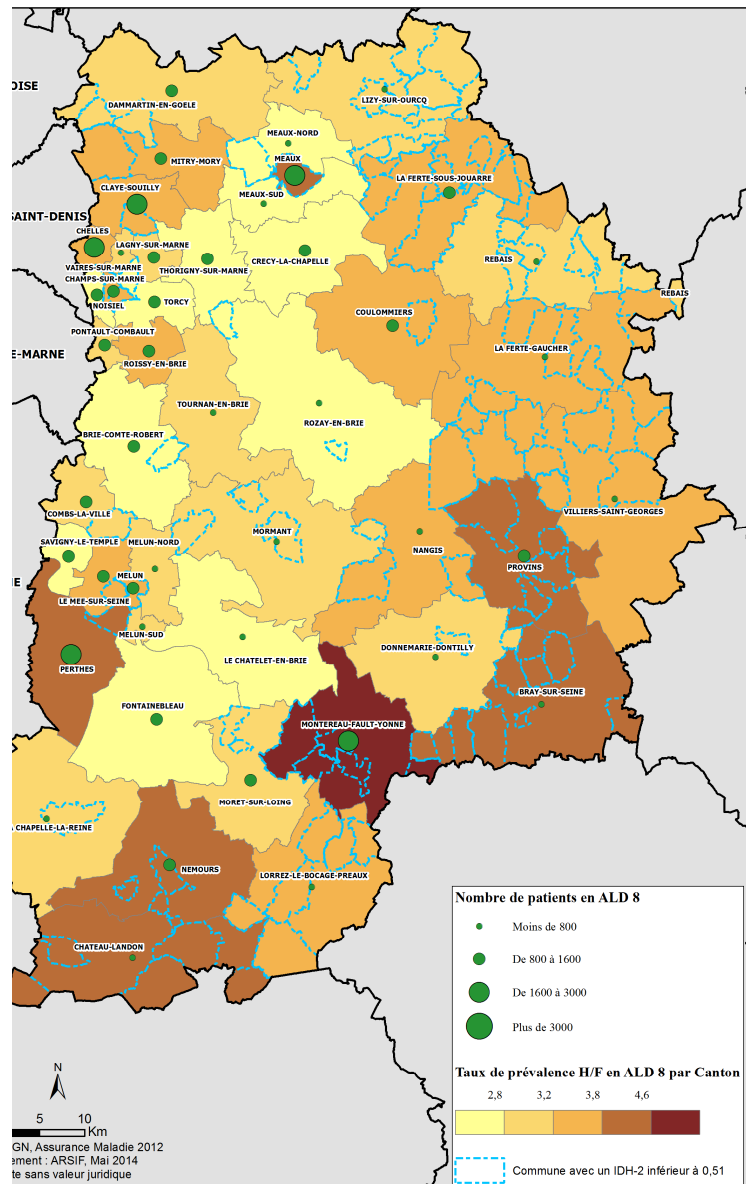 OISE
DAMMARTIN-EN-GOELE
LIZY-SUR-OURCQ
MEAUX-NORD
MITRY-MORY
MEAUX
LA FERTE-SOUS-JOUARRE
CLAYE-SOUILLY
MEAUX-SUD
SAINT-DENIS
CHELLES
LAGNY-SUR-MARNE
CRECY-LA-CHAPELLE
REBAIS
VAIRES-SUR-MARNE
THORIGNY-SUR-MARNE
CHAMPS-SUR-MARNE
REBAIS
NOISIEL
TORCY
COULOMMIERS
PONTAULT-COMBAULT
LA FERTE-GAUCHER
E-MARNE
ROISSY-EN-BRIE
TOURNAN-EN-BRIE
ROZAY-EN-BRIE
BRIE-COMTE-ROBERT
VILLIERS-SAINT-GEORGES
COMBS-LA-VILLE
MORMANT
SAVIGNY-LE-TEMPLE
MELUN-NORD
NANGIS
PROVINS
NE
MELUN
LE MEE-SUR-SEINE
MELUN-SUD
DONNEMARIE-DONTILLY
LE CHATELET-EN-BRIE
PERTHES
BRAY-SUR-SEINE
FONTAINEBLEAU
MONTEREAU-FAULT-YONNE
MORET-SUR-LOING
A CHAPELLE-LA-REINE
NEMOURS
LORREZ-LE-BOCAGE-PREAUX
CHATEAU-LANDON
Nombre de patients en ALD 8
Moins de 800
De 800 à 1600
De 1600 à 3000
Plus de 3000
Taux de prévalence H/F en ALD 8 par Canton
2,8 3,2 3,8 4,6
Commune avec un IDH-2 inférieur à 0,51
N
5 10
Km
GN, Assurance Maladie 2012
ement : ARSIF, Mai 2014
te sans valeur juridique